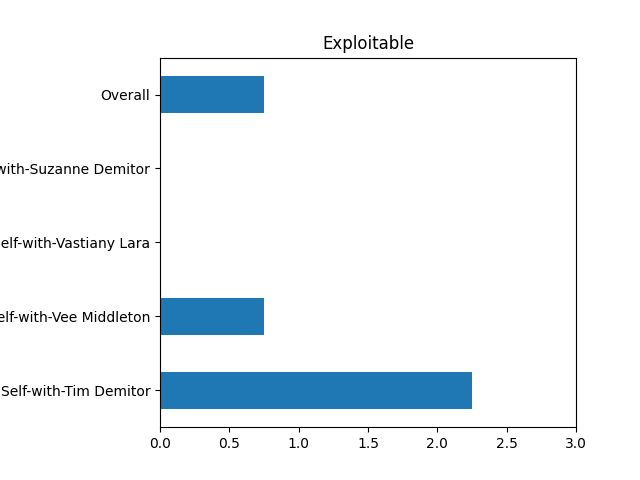 Exploitable
Overall
with-Suzanne Demitor
elf-with-Vastiany Lara
elf-with-Vee Middleton
Self-with-Tim Demitor
0.0 0.5 1.0 1.5 2.0 2.5 3.0